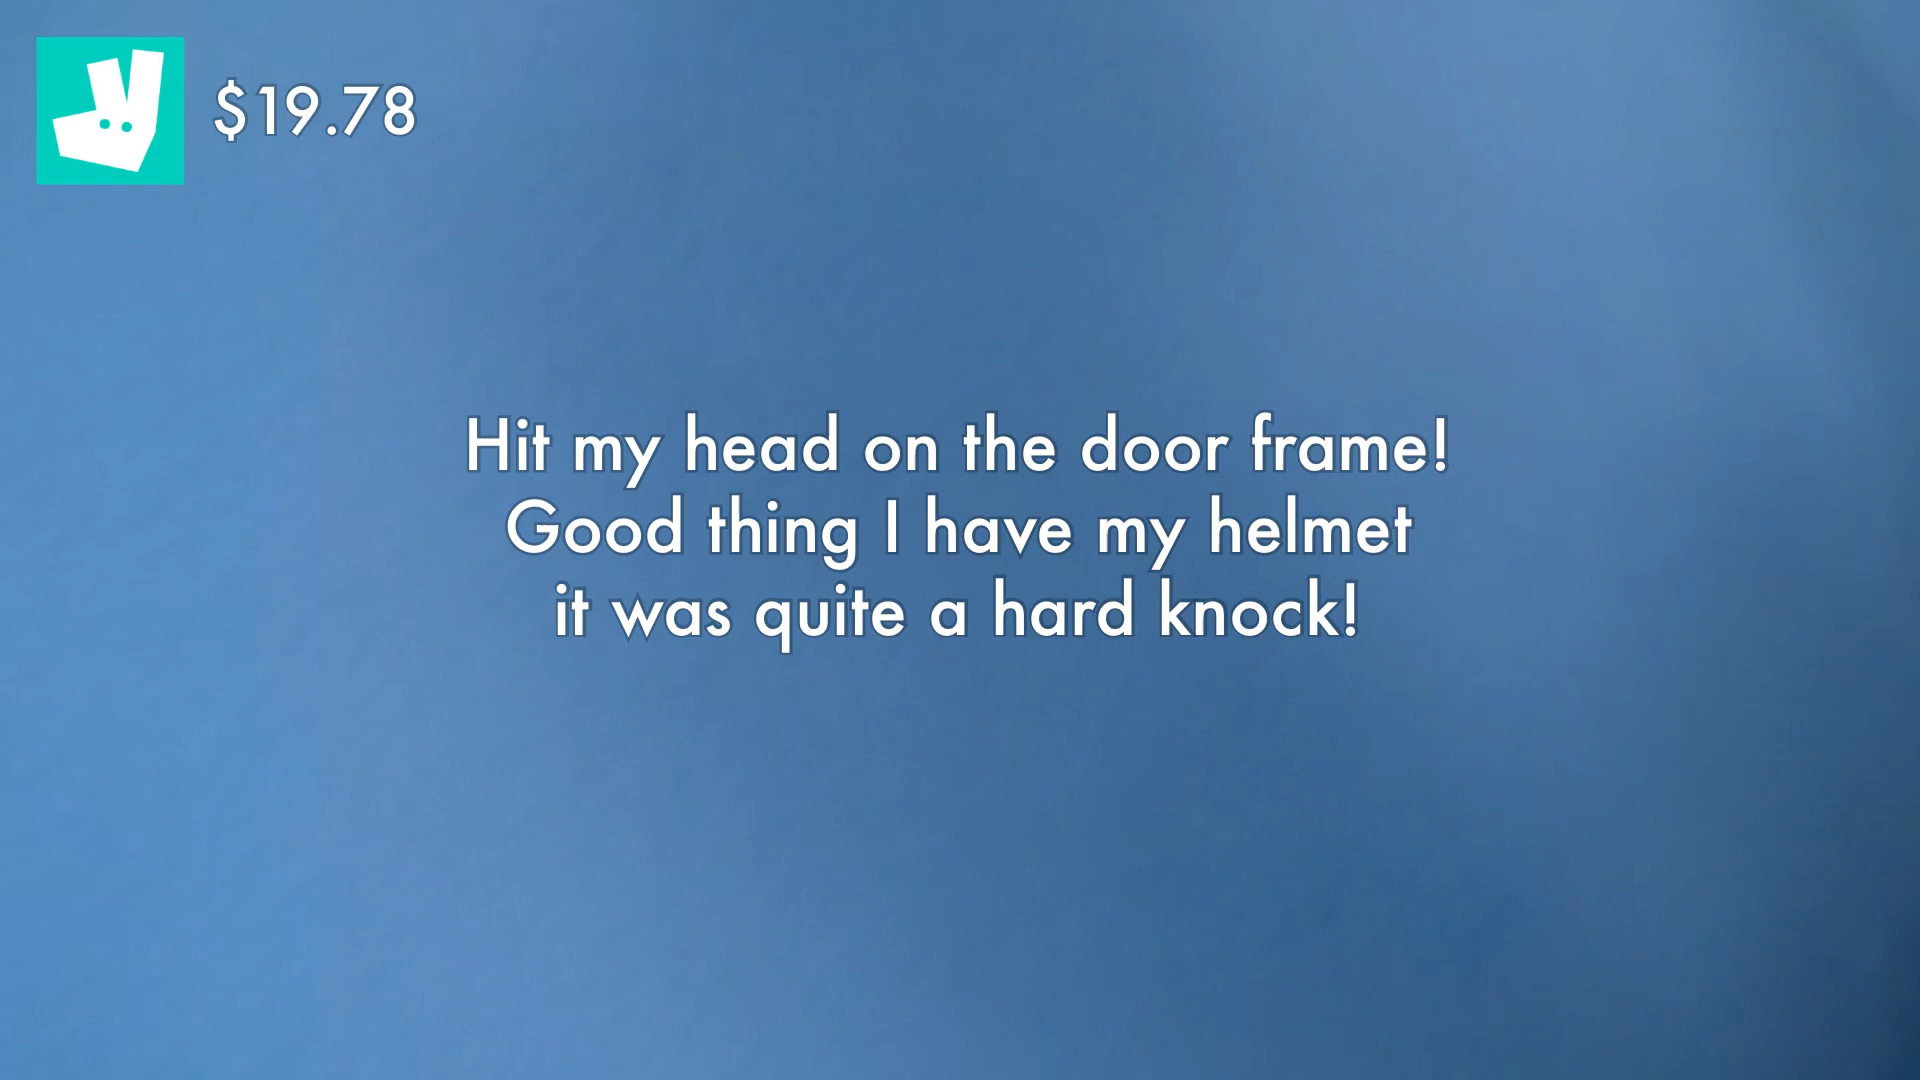 $19.78
Hit my head on the door frame!
Good thing I have my helmet
it was quite a hard knock!